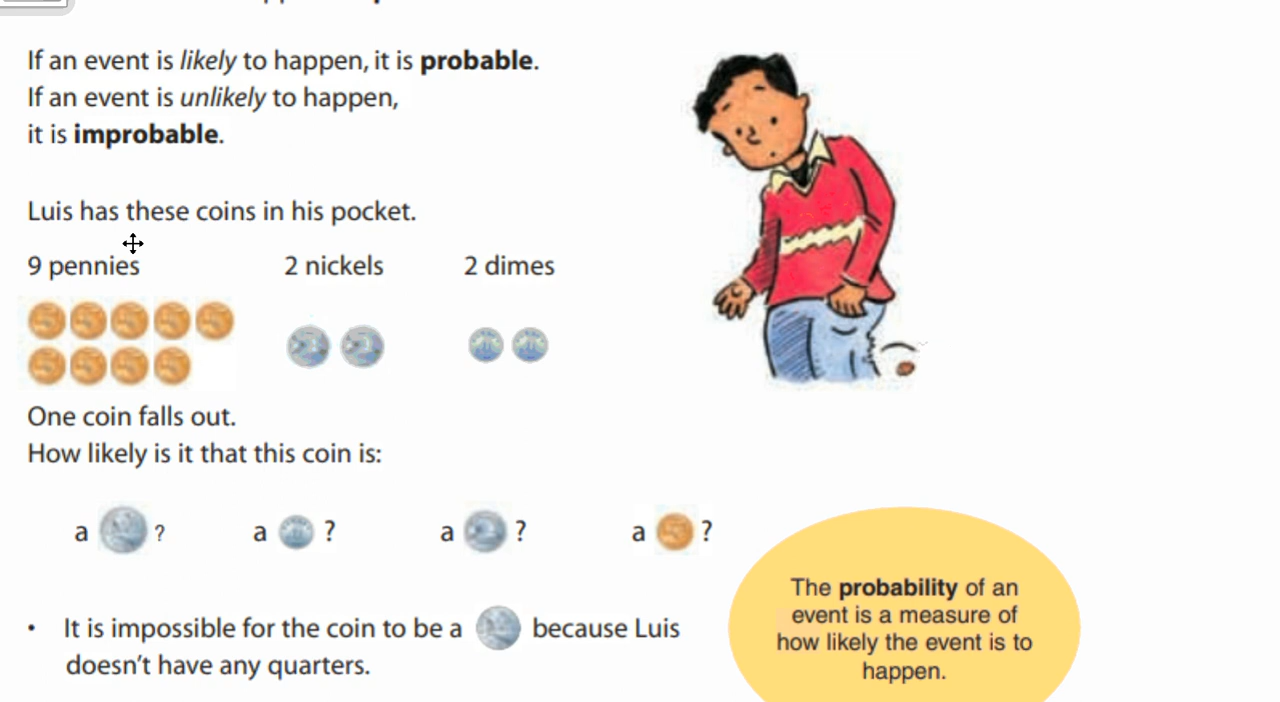 If an event is likely to happen, it is probable.
If an event is unlikely to happen,
it is improbable.
Luis has these coins in his pocket.
9 pennies 2 nickels 2 dimes
One coin falls out.
How likely is it that this coin is:
a ? a ? a ? a ?
• It is impossible for the coin to be a because Luis
doesn't have any quarters.
The probability of an
event is a measure of
how likely the event is to
happen.